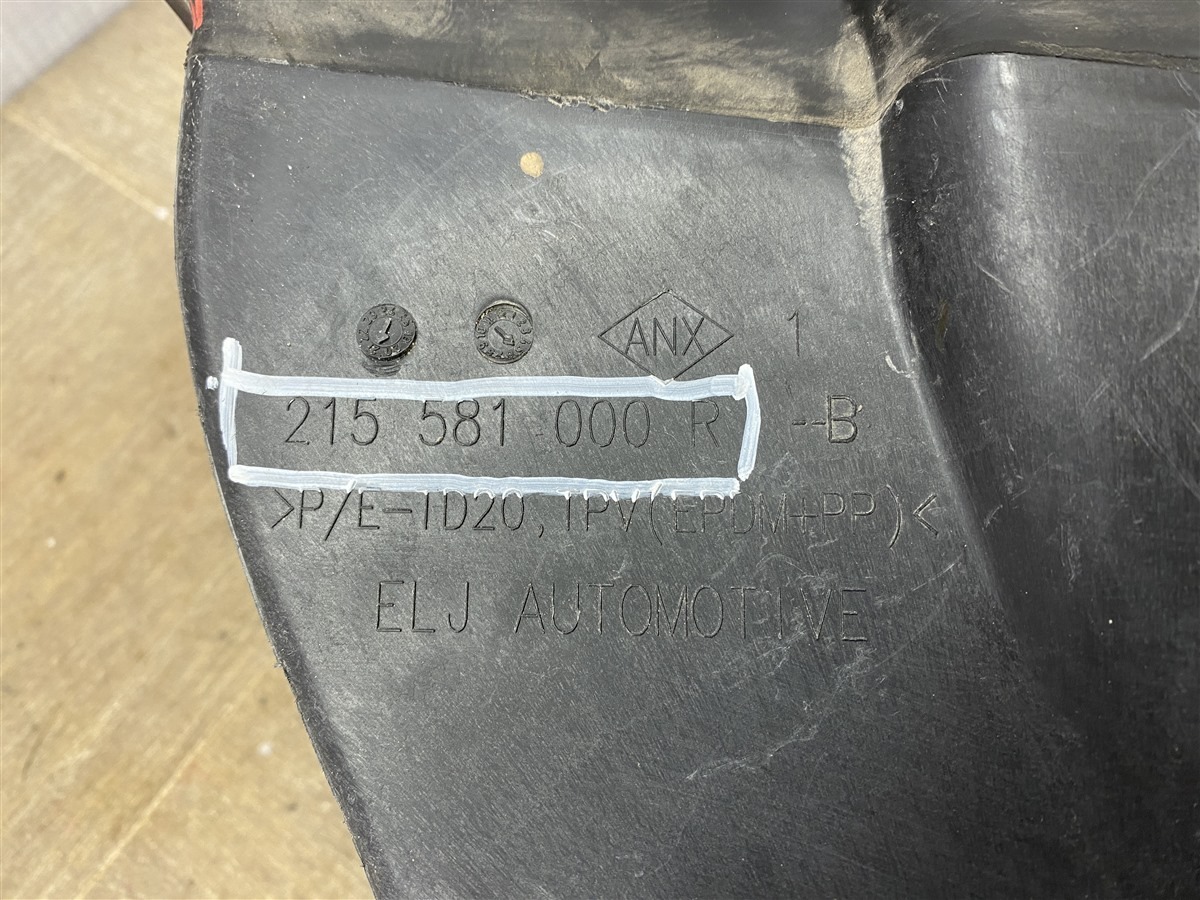 ANX 1
215 581 000 R --B
>P/E-TD20, TPV(EPDM+PP)<
ELJ AUTOMOTIVE